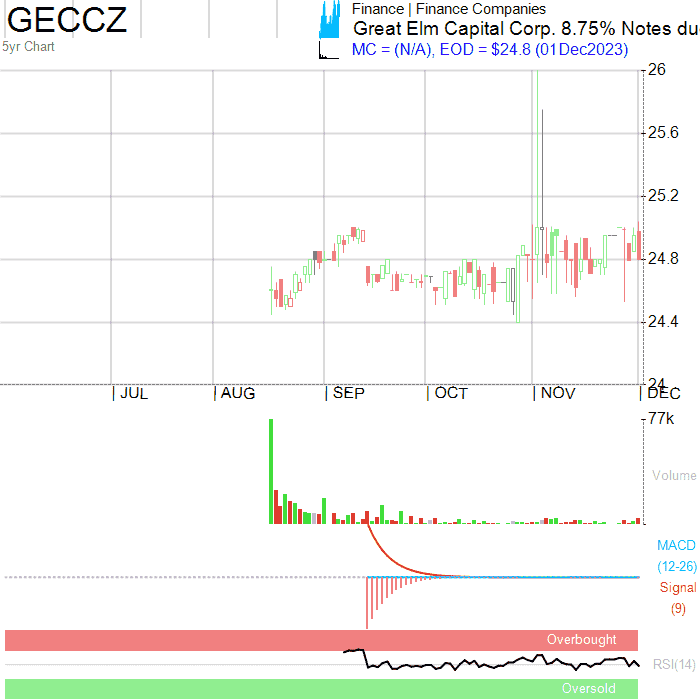 GECCZ
5yr Chart
Finance | Finance Companies
Great Elm Capital Corp. 8.75% Notes du
MC = (N/A), EOD = $24.8 (01Dec2023)
26
25.6
25.2
24.8
24.4
24
| JUL | AUG | SEP | OCT | NOV | DEC
77k
Volume
MACD
(12-26)
Signal
(9)
Overbought
RSI(14)
Oversold